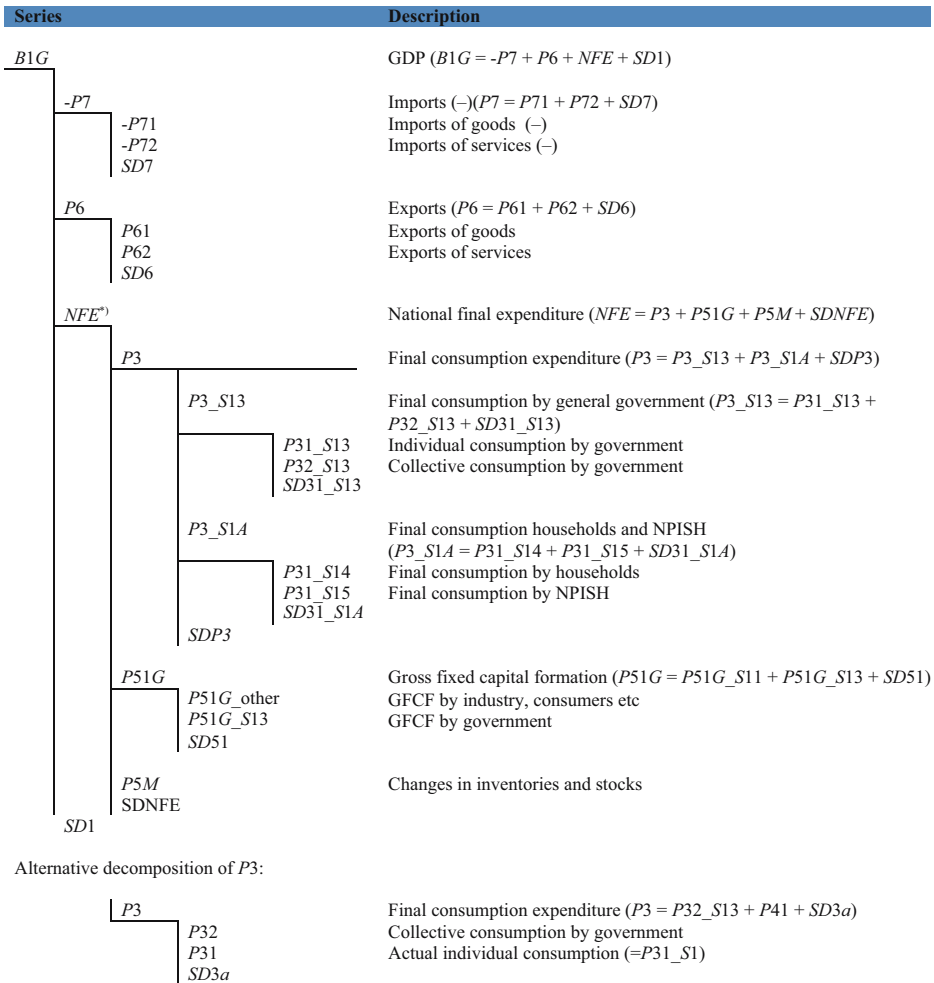 Series Description
B1G GDP (B1G = -P7 + P6 + NFE + SD1)
-P7 Imports (–)(P7 = P71 + P72 + SD7)
-P71 Imports of goods (–)
-P72 Imports of services (–)
SD7
P6 Exports (P6 = P61 + P62 + SD6)
P61 Exports of goods
P62 Exports of services
SD6
NFE*) National final expenditure (NFE = P3 + P51G + P5M + SDNFE)
P3 Final consumption expenditure (P3 = P3_S13 + P3_S1A + SDP3)
P3_S13 Final consumption by general government (P3_S13 = P31_S13 +
P32_S13 + SD31_S13)
P31_S13 Individual consumption by government
P32_S13 Collective consumption by government
SD31_S13
P3_S1A Final consumption households and NPISH
(P3_S1A = P31_S14 + P31_S15 + SD31_S1A)
P31_S14 Final consumption by households
P31_S15 Final consumption by NPISH
SD31_S1A
SDP3
P51G Gross fixed capital formation (P51G = P51G_S11 + P51G_S13 + SD51)
P51G_other GFCF by industry, consumers etc
P51G_S13 GFCF by government
SD51
P5M Changes in inventories and stocks
SDNFE
SD1
Alternative decomposition of P3:
P3 Final consumption expenditure (P3 = P32_S13 + P41 + SD3a)
P32 Collective consumption by government
P31 Actual individual consumption (=P31_S1)
SD3a